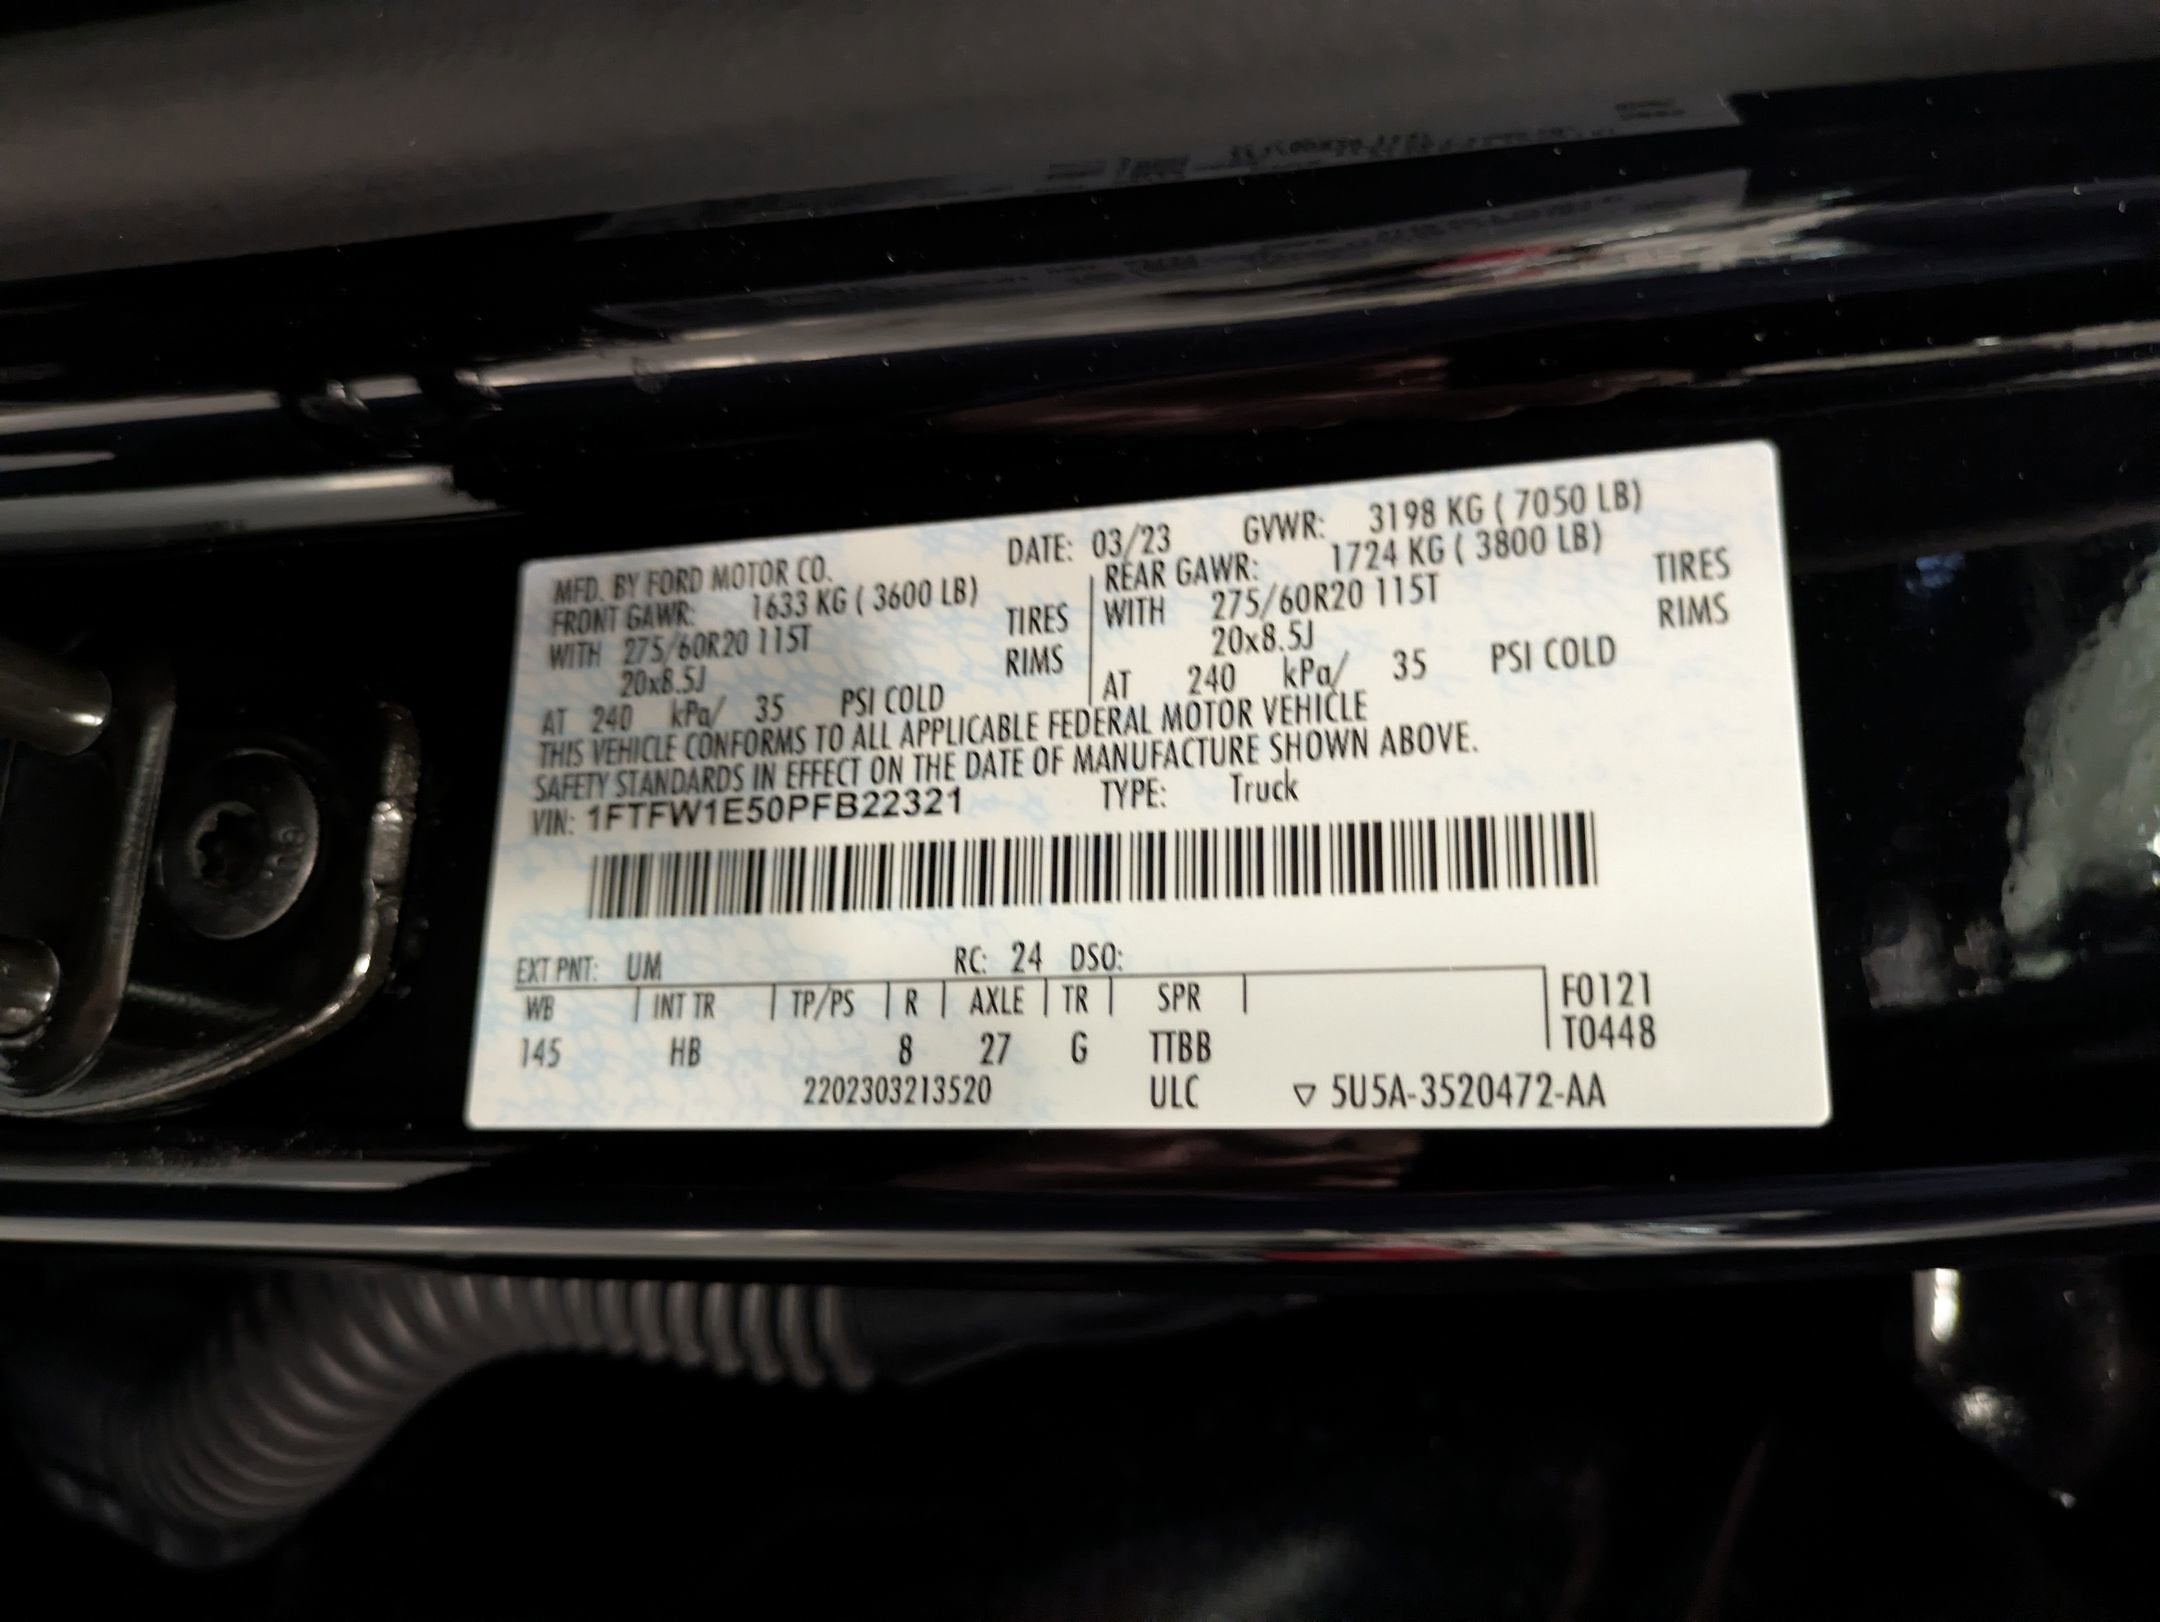 MFD. BY FORD MOTOR CO. DATE: 03/23 GVWR: 3198 KG ( 7050 LB)
FRONT GAWR: 1633 KG ( 3600 LB)
WITH 275/60R20 115T TIRES
20x8.5J RIMS
AT 240 kPa/ 35 PSI COLD
REAR GAWR: 1724 KG ( 3800 LB)
WITH 275/60R20 115T TIRES
20x8.5J RIMS
AT 240 kPa/ 35 PSI COLD
THIS VEHICLE CONFORMS TO ALL APPLICABLE FEDERAL MOTOR VEHICLE
SAFETY STANDARDS IN EFFECT ON THE DATE OF MANUFACTURE SHOWN ABOVE.
VIN: 1FTFW1E50PFB22321 TYPE: Truck
EXT PNT: UM RC: 24 DSO:
WB INT TR TP/PS R AXLE TR SPR F0121
T0448
145 HB 8 27 G TTBB
2202303213520 ULC ▽ 5U5A-3520472-AA